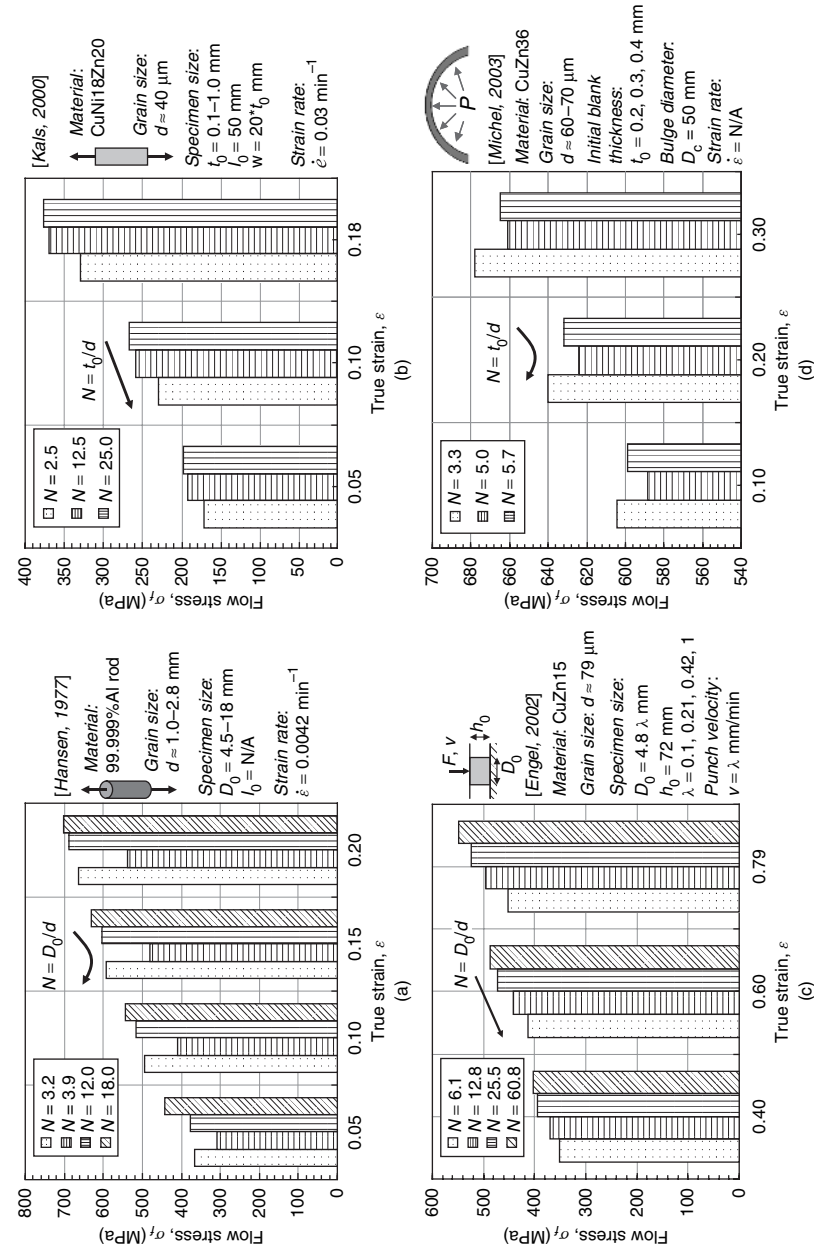 800
700
600
500
400
300
200
100
0
Flow stress, σf (MPa)
N = 3.2
N = 3.9
N = 12.0
N = 18.0
N = D0/d
0.05
0.10
0.15
0.20
True strain, ε
(a)
[Hansen, 1977]
Material:
99.999%Al rod
Grain size:
d ≈ 1.0–2.8 mm
Specimen size:
D0 = 4.5–18 mm
l0 = N/A
Strain rate:
ε̇ = 0.0042 min−1
400
350
300
250
200
150
100
50
0
Flow stress, σf (MPa)
N = 2.5
N = 12.5
N = 25.0
N = t0/d
0.05
0.10
0.18
True strain, ε
(b)
[Kals, 2000]
Material:
CuNi18Zn20
Grain size:
d ≈ 40 μm
Specimen size:
t0 = 0.1–1.0 mm
l0 = 50 mm
w = 20*t0 mm
Strain rate:
ė = 0.03 min−1
600
500
400
300
200
100
0
Flow stress, σf (MPa)
N = 6.1
N = 12.8
N = 25.5
N = 60.8
N = D0/d
0.40
0.60
0.79
True strain, ε
(c)
F, v
h0
D0
[Engel, 2002]
Material: CuZn15
Grain size: d ≈ 79 μm
Specimen size:
D0 = 4.8 λ mm
h0 = 72 mm
λ = 0.1, 0.21, 0.42, 1
Punch velocity:
v = λ mm/min
700
680
660
640
620
600
580
560
540
Flow stress, σf (MPa)
N = 3.3
N = 5.0
N = 5.7
N = t0/d
0.10
0.20
0.30
True strain, ε
(d)
P
[Michel, 2003]
Material: CuZn36
Grain size:
d ≈ 60–70 μm
Initial blank
thickness:
t0 = 0.2, 0.3, 0.4 mm
Bulge diameter:
Dc = 50 mm
Strain rate:
ε̇ = N/A